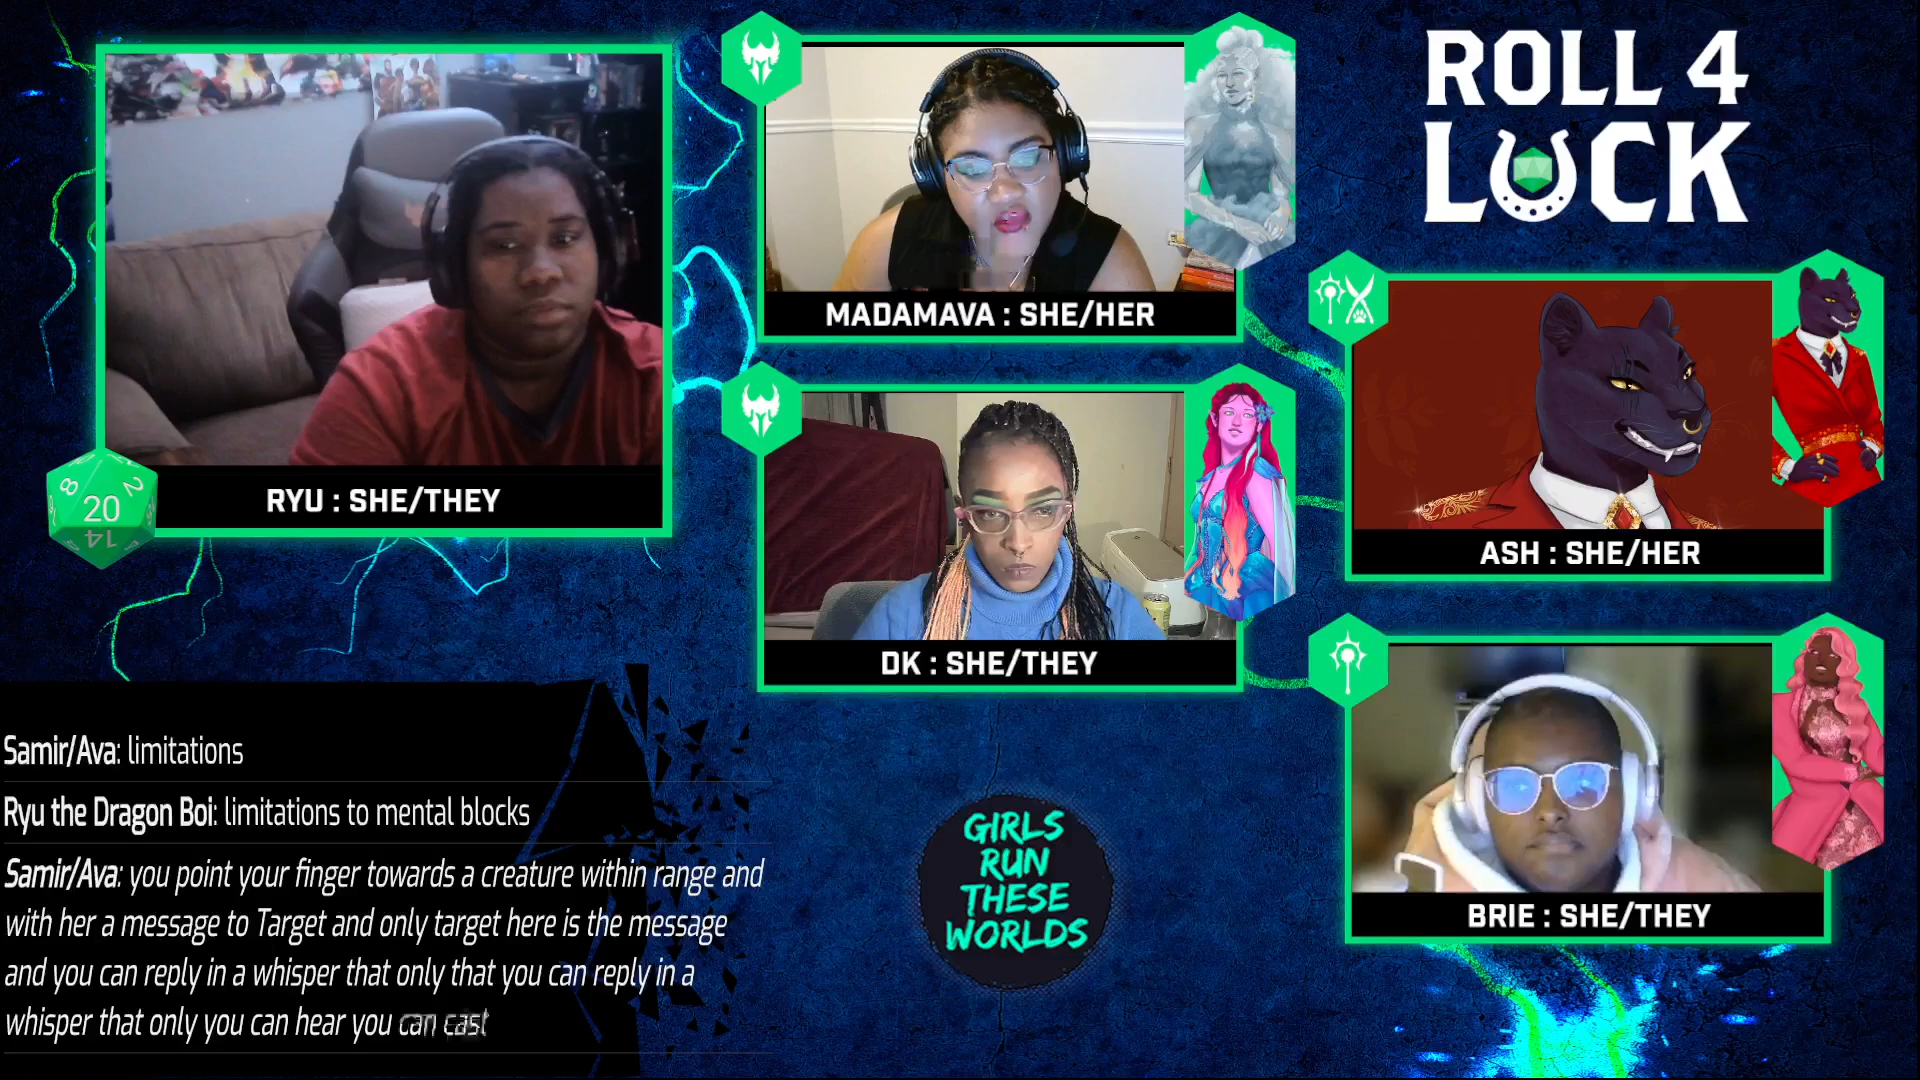 ROLL 4
LUCK
RYU : SHE/THEY
8
20
2
14
MADAMAVA : SHE/HER
DK : SHE/THEY
ASH : SHE/HER
BRIE : SHE/THEY
GIRLS
RUN
THESE
WORLDS
Samir/Ava: limitations
Ryu the Dragon Boi: limitations to mental blocks
Samir/Ava: you point your finger towards a creature within range and
with her a message to Target and only target here is the message
and you can reply in a whisper that only that you can reply in a
whisper that only you can hear you can cast